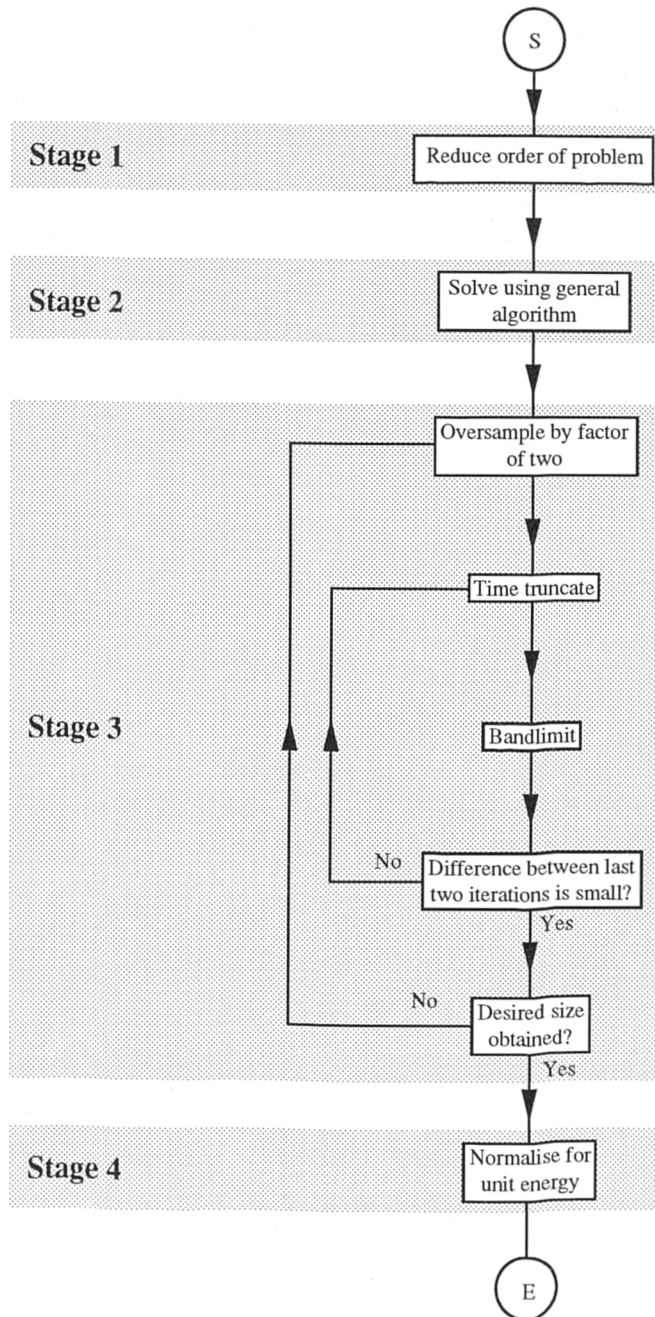 S
Stage 1
Reduce order of problem
Stage 2
Solve using general
algorithm
Oversample by factor
of two
Time truncate
Stage 3
Bandlimit
No
Difference between last
two iterations is small?
Yes
No
Desired size
obtained?
Yes
Stage 4
Normalise for
unit energy
E